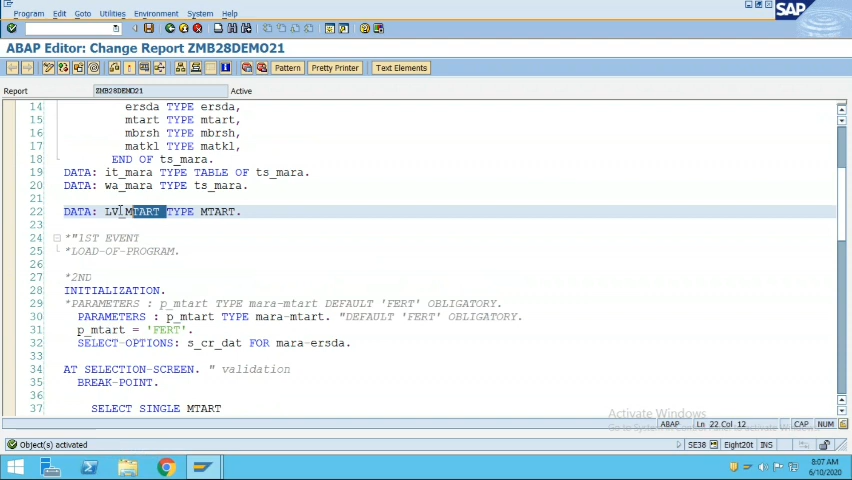 Program Edit Goto Utilities Environment System Help
SAP
ABAP Editor: Change Report ZMB28DEMO21
Pattern Pretty Printer Text Elements
Report ZMB28DEMO21 Active
14 ersda TYPE ersda,
15 mtart TYPE mtart,
16 mbrsh TYPE mbrsh,
17 matkl TYPE matkl,
18 END OF ts_mara.
19 DATA: it_mara TYPE TABLE OF ts_mara.
20 DATA: wa_mara TYPE ts_mara.
21
22 DATA: LV_MTART TYPE MTART.
23
24 *"1ST EVENT
25 *LOAD-OF-PROGRAM.
26
27 *2ND
28 INITIALIZATION.
29 *PARAMETERS : p_mtart TYPE mara-mtart DEFAULT 'FERT' OBLIGATORY.
30 PARAMETERS : p_mtart TYPE mara-mtart. "DEFAULT 'FERT' OBLIGATORY.
31 p_mtart = 'FERT'.
32 SELECT-OPTIONS: s_cr_dat FOR mara-ersda.
33
34 AT SELECTION-SCREEN. " validation
35 BREAK-POINT.
36
37 SELECT SINGLE MTART
Activate Windows
ABAP Ln 22 Col 12 CAP NUM
Object(s) activated
SE38 Eight20t INS
8:07 AM
6/10/2020